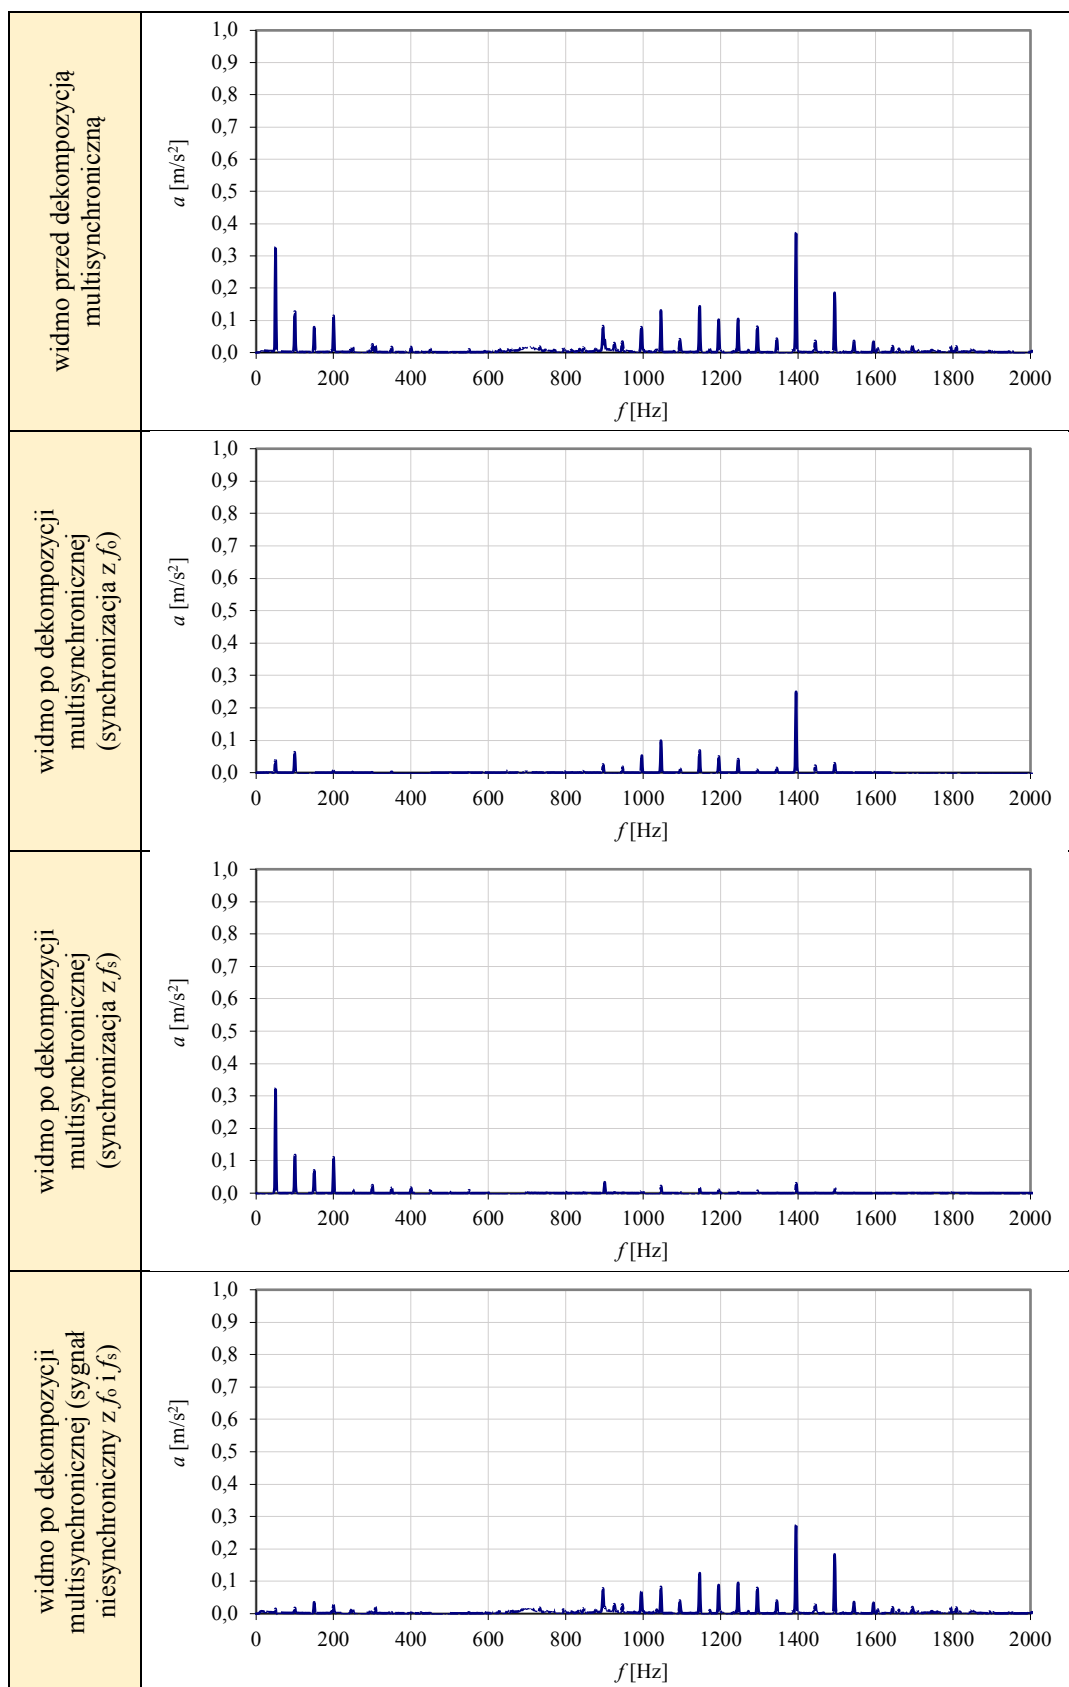 widmo przed dekompozycją
multisynchroniczną
1,0
0,9
0,8
0,7
0,6
0,5
0,4
0,3
0,2
0,1
0,0
a [m/s²]
0 200 400 600 800 1000 1200 1400 1600 1800 2000
f [Hz]
widmo po dekompozycji
multisynchronicznej
(synchronizacja z fo)
1,0
0,9
0,8
0,7
0,6
0,5
0,4
0,3
0,2
0,1
0,0
a [m/s²]
0 200 400 600 800 1000 1200 1400 1600 1800 2000
f [Hz]
widmo po dekompozycji
multisynchronicznej
(synchronizacja z fs)
1,0
0,9
0,8
0,7
0,6
0,5
0,4
0,3
0,2
0,1
0,0
a [m/s²]
0 200 400 600 800 1000 1200 1400 1600 1800 2000
f [Hz]
widmo po dekompozycji
multisynchronicznej (sygnał
niesynchroniczny z fo i fs)
1,0
0,9
0,8
0,7
0,6
0,5
0,4
0,3
0,2
0,1
0,0
a [m/s²]
0 200 400 600 800 1000 1200 1400 1600 1800 2000
f [Hz]